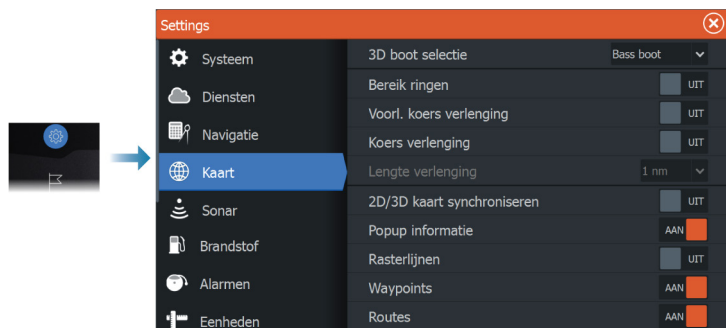 Settings
Systeem
Diensten
Navigatie
Kaart
Sonar
Brandstof
Alarmen
Eenheden
3D boot selectie Bass boot
Bereik ringen UIT
Voorl. koers verlenging UIT
Koers verlenging UIT
Lengte verlenging 1 nm
2D/3D kaart synchroniseren UIT
Popup informatie AAN
Rasterlijnen UIT
Waypoints AAN
Routes AAN